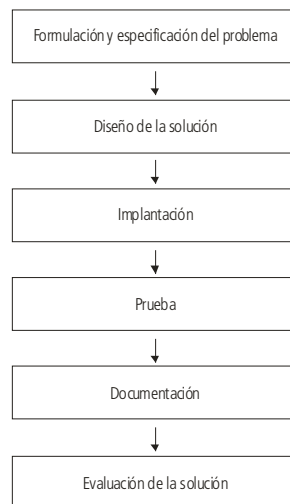 Formulación y especificación del problema
Diseño de la solución
Implantación
Prueba
Documentación
Evaluación de la solución